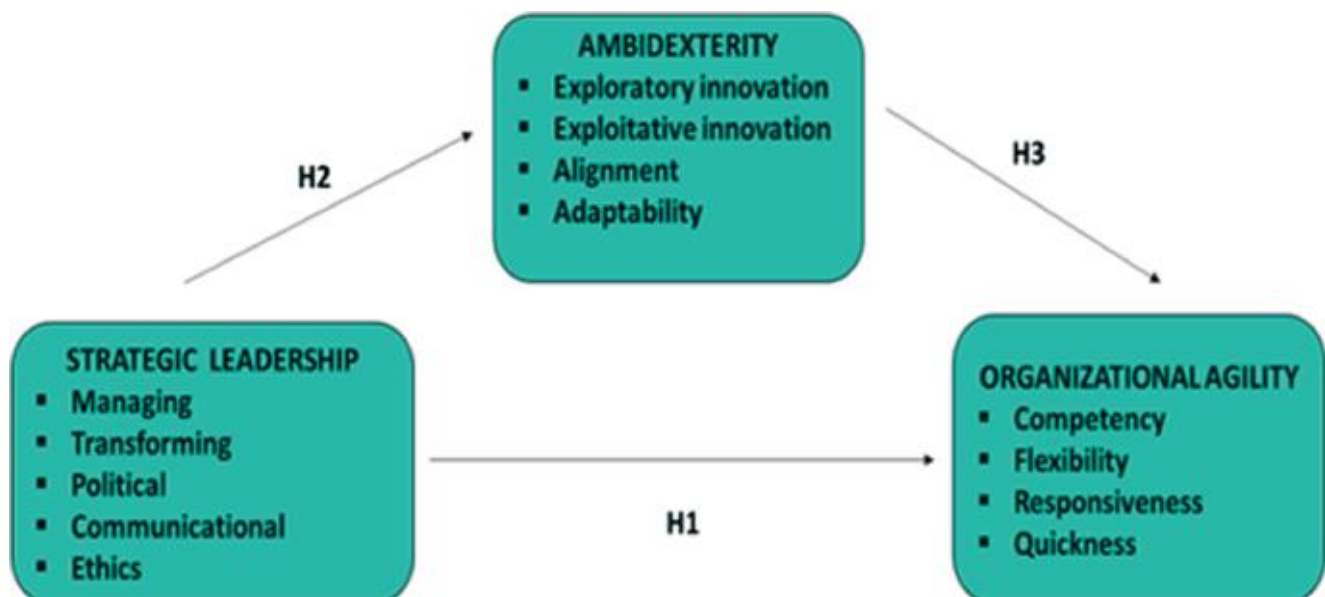 AMBIDEXTERITY
▪ Exploratory innovation
▪ Exploitative innovation
▪ Alignment
▪ Adaptability
H2
H3
STRATEGIC LEADERSHIP
▪ Managing
▪ Transforming
▪ Political
▪ Communicational
▪ Ethics
H1
ORGANIZATIONAL AGILITY
▪ Competency
▪ Flexibility
▪ Responsiveness
▪ Quickness